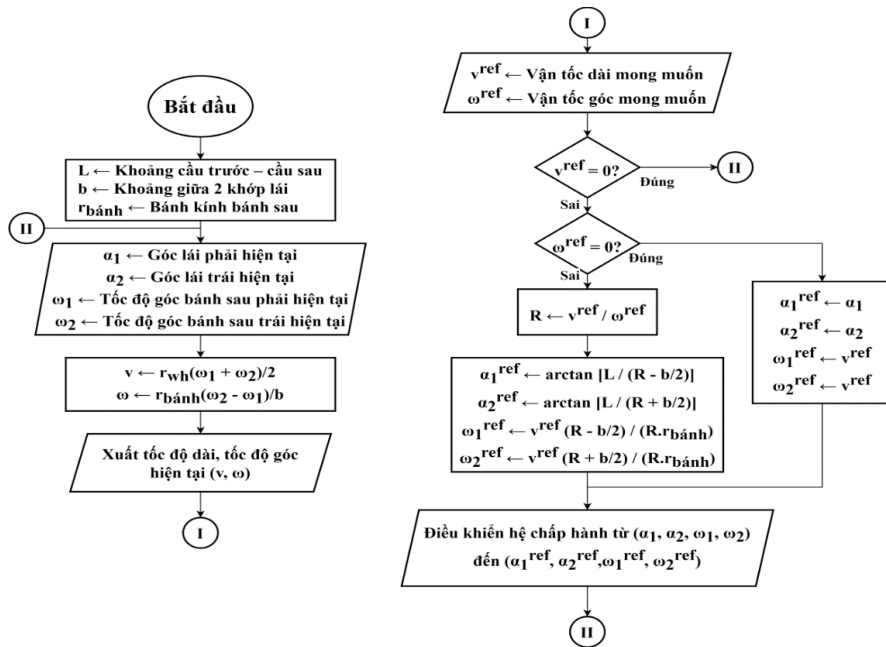 Bắt đầu
L ← Khoảng cầu trước – cầu sau
b ← Khoảng giữa 2 khớp lái
rbánh ← Bánh kính bánh sau
II
α1 ← Góc lái phải hiện tại
α2 ← Góc lái trái hiện tại
ω1 ← Tốc độ góc bánh sau phải hiện tại
ω2 ← Tốc độ góc bánh sau trái hiện tại
v ← rwh(ω1 + ω2)/2
ω ← rbánh(ω2 - ω1)/b
Xuất tốc độ dài, tốc độ góc
hiện tại (v, ω)
I
I
vref ← Vận tốc dài mong muốn
ωref ← Vận tốc góc mong muốn
vref = 0?
Đúng
II
Sai
ωref = 0?
Đúng
Sai
R ← vref / ωref
α1ref ← arctan [L / (R - b/2)]
α2ref ← arctan [L / (R + b/2)]
ω1ref ← vref (R - b/2) / (R.rbánh)
ω2ref ← vref (R + b/2) / (R.rbánh)
α1ref ← α1
α2ref ← α2
ω1ref ← vref
ω2ref ← vref
Điều khiển hệ chấp hành từ (α1, α2, ω1, ω2)
đến (α1ref, α2ref,ω1ref, ω2ref)
II